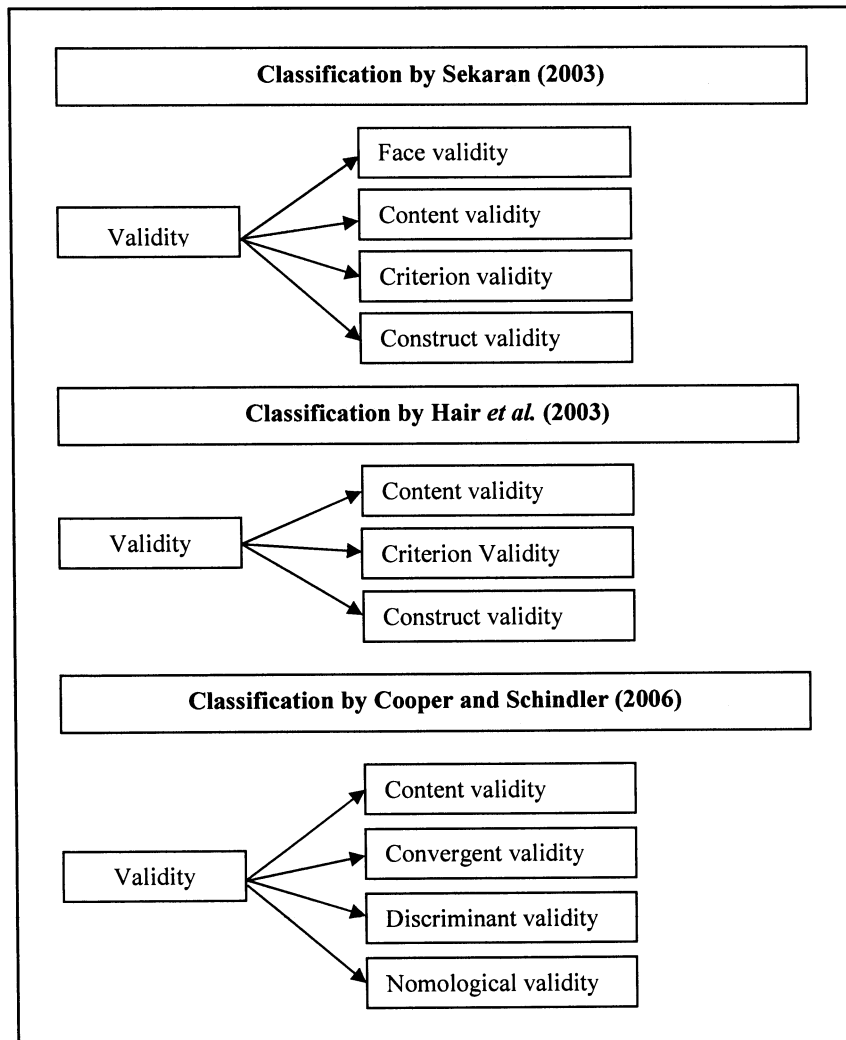 Classification by Sekaran (2003)
Face validity
Content validity
Validity
Criterion validity
Construct validity
Classification by Hair et al. (2003)
Content validity
Validity
Criterion Validity
Construct validity
Classification by Cooper and Schindler (2006)
Content validity
Convergent validity
Validity
Discriminant validity
Nomological validity